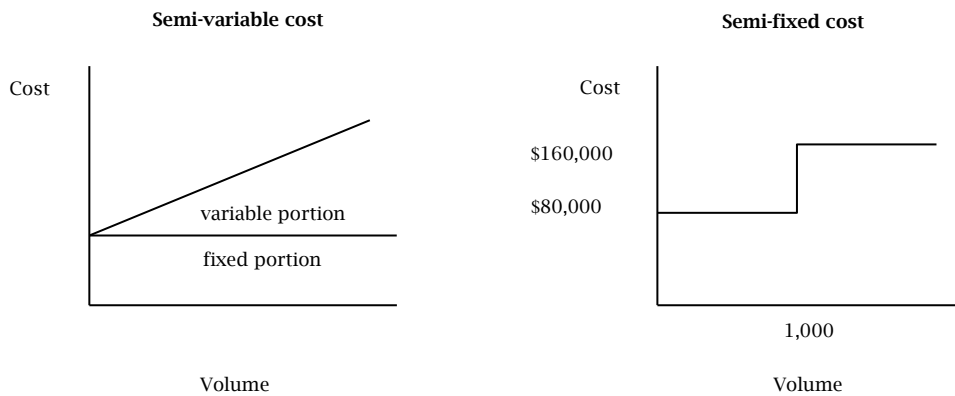 Semi-variable cost
Cost
variable portion
fixed portion
Volume
Semi-fixed cost
Cost
$160,000
$80,000
1,000
Volume